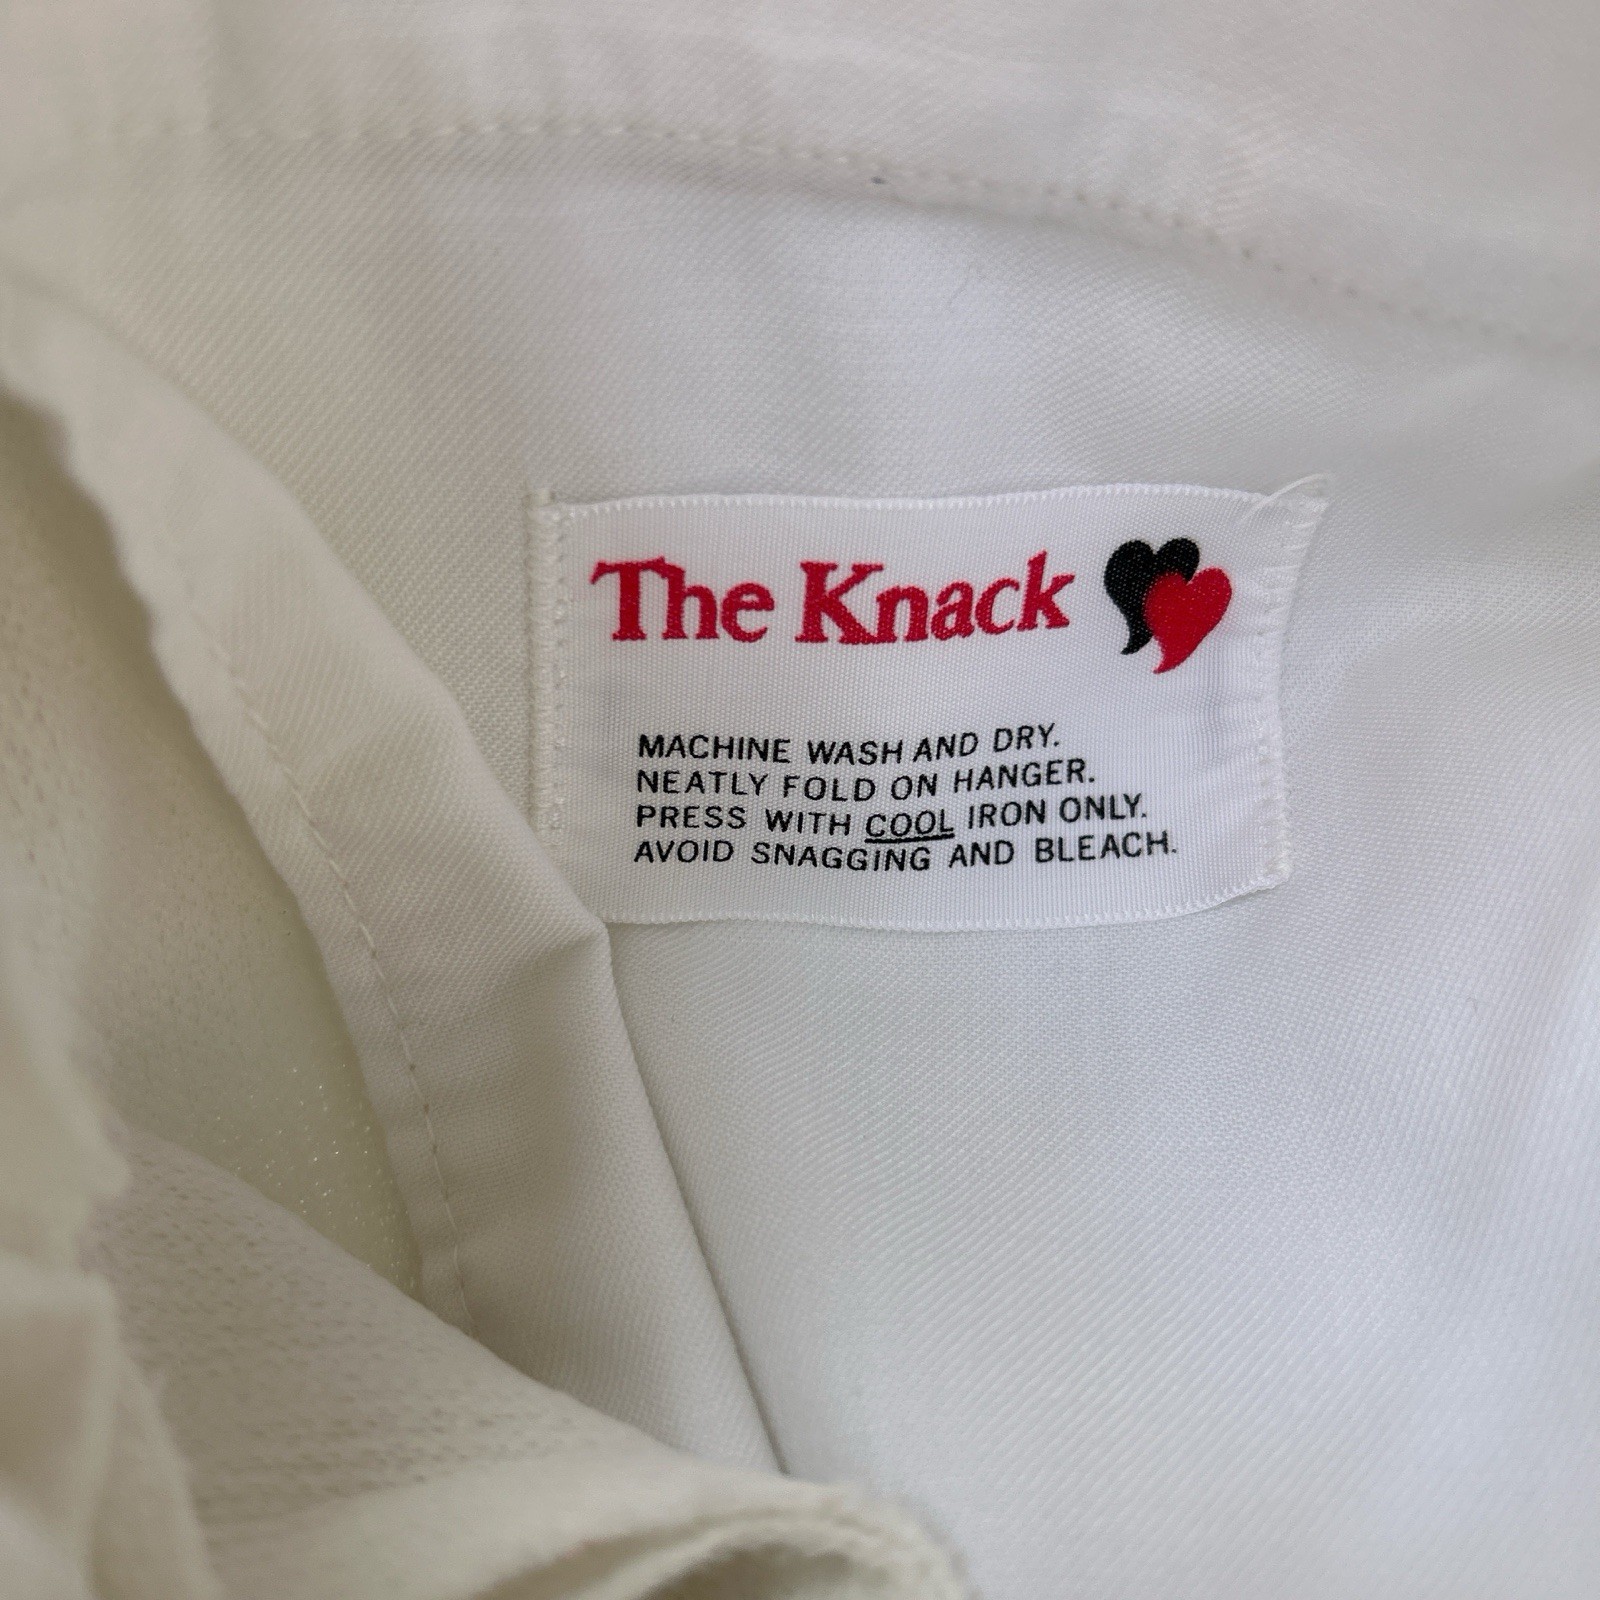 The Knack
MACHINE WASH AND DRY.
NEATLY FOLD ON HANGER.
PRESS WITH COOL IRON ONLY.
AVOID SNAGGING AND BLEACH.